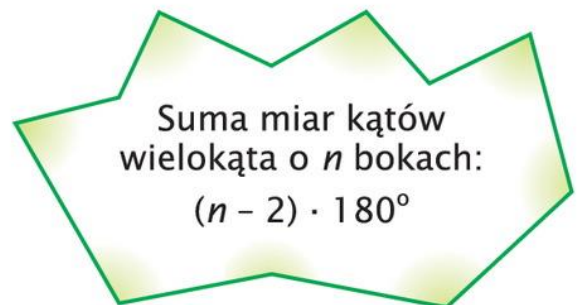 Suma miar kątów
wielokąta o n bokach:
(n – 2) · 180°